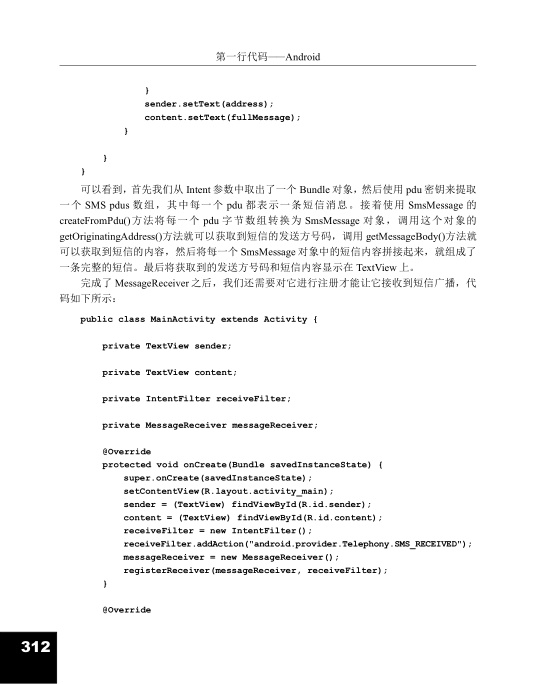 第一行代码——Android
}
sender.setText(address);
content.setText(fullMessage);
}
}
}
可以看到，首先我们从 Intent 参数中取出了一个 Bundle 对象，然后使用 pdu 密钥来提取
一个 SMS pdus 数组，其中每一个 pdu 都表示一条短信消息。接着使用 SmsMessage 的
createFromPdu()方法将每一个 pdu 字节数组转换为 SmsMessage 对象，调用这个对象的
getOriginatingAddress()方法就可以获取到短信的发送方号码，调用 getMessageBody()方法就
可以获取到短信的内容，然后将每一个 SmsMessage 对象中的短信内容拼接起来，就组成了
一条完整的短信。最后将获取到的发送方号码和短信内容显示在 TextView 上。
完成了 MessageReceiver 之后，我们还需要对它进行注册才能让它接收到短信广播，代
码如下所示：
public class MainActivity extends Activity {
private TextView sender;
private TextView content;
private IntentFilter receiveFilter;
private MessageReceiver messageReceiver;
@Override
protected void onCreate(Bundle savedInstanceState) {
super.onCreate(savedInstanceState);
setContentView(R.layout.activity_main);
sender = (TextView) findViewById(R.id.sender);
content = (TextView) findViewById(R.id.content);
receiveFilter = new IntentFilter();
receiveFilter.addAction("android.provider.Telephony.SMS_RECEIVED");
messageReceiver = new MessageReceiver();
registerReceiver(messageReceiver, receiveFilter);
}
@Override
312